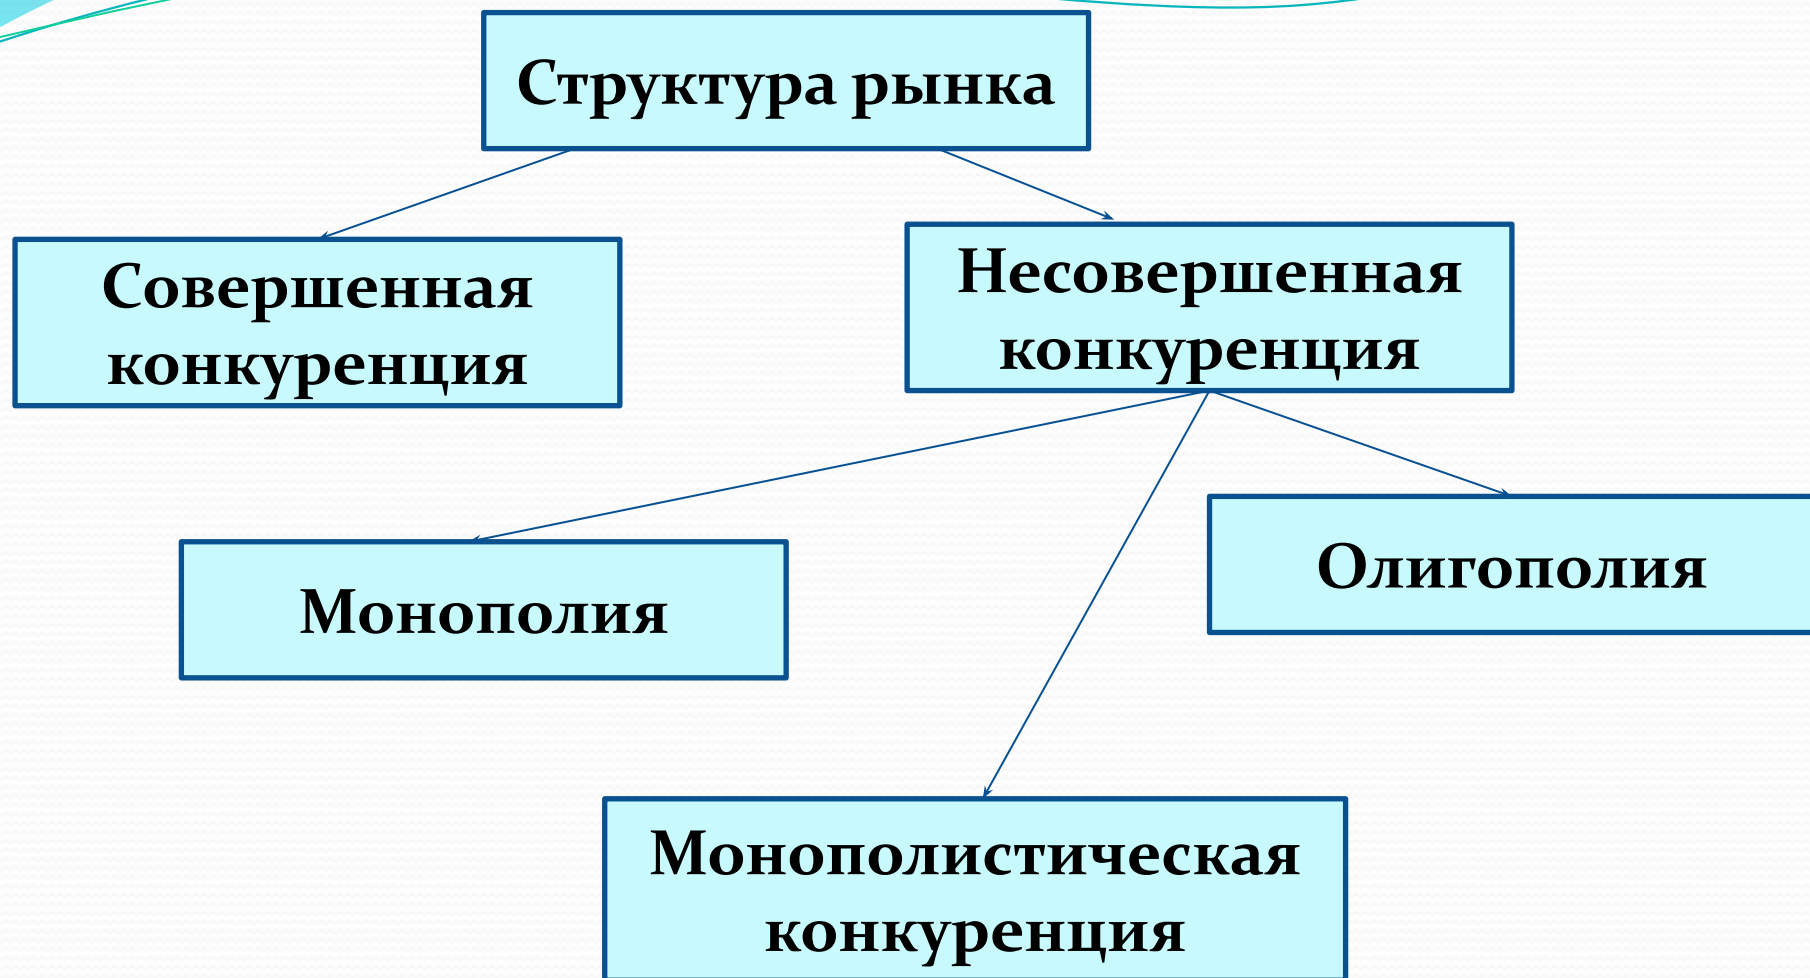 Структура рынка
Совершенная
конкуренция
Несовершенная
конкуренция
Монополия
Олигополия
Монополистическая
конкуренция